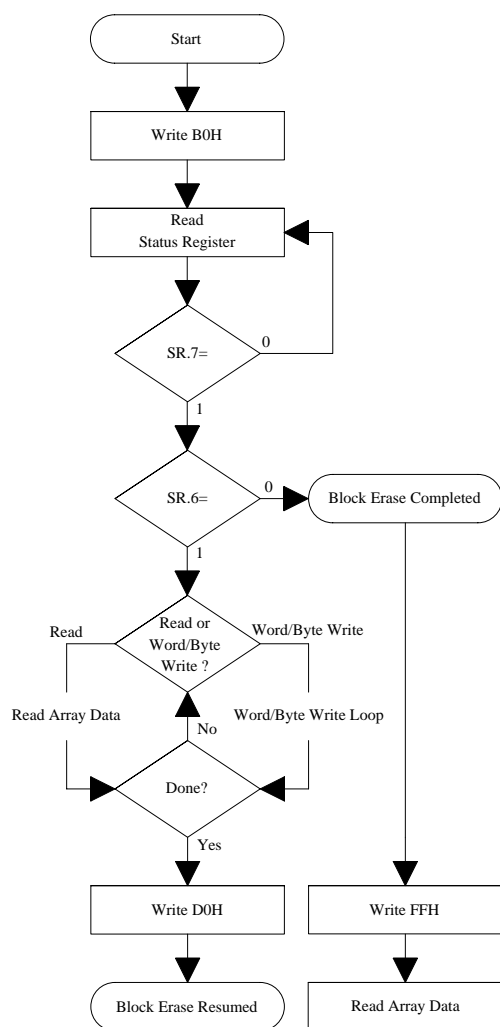 Start
Write B0H
Read
Status Register
SR.7=
0
1
SR.6=
0
Block Erase Completed
1
Read
Read or
Word/Byte
Write ?
Word/Byte Write
Read Array Data
Word/Byte Write Loop
No
Done?
Yes
Write D0H
Write FFH
Block Erase Resumed
Read Array Data